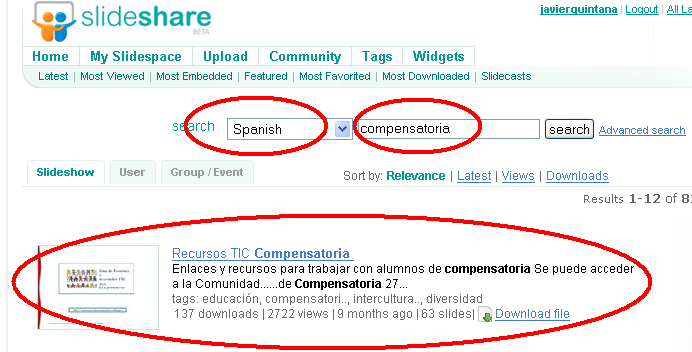 slideshare
BETA
javierquintana | Logout | All La
Home My Slidespace Upload Community Tags Widgets
Latest | Most Viewed | Most Embedded | Featured | Most Favorited | Most Downloaded | Slidecasts
search Spanish compensatoria search Advanced search
Slideshow User Group / Event
Sort by: Relevance | Latest | Views | Downloads
Results 1-12 of 8
Recursos TIC Compensatoria
Enlaces y recursos para trabajar con alumnos de compensatoria Se puede acceder
a la Comunidad......de Compensatoria 27...
tags: educación, compensatori.., intercultura.., diversidad
137 downloads | 2722 views | 9 months ago | 63 slides| Download file